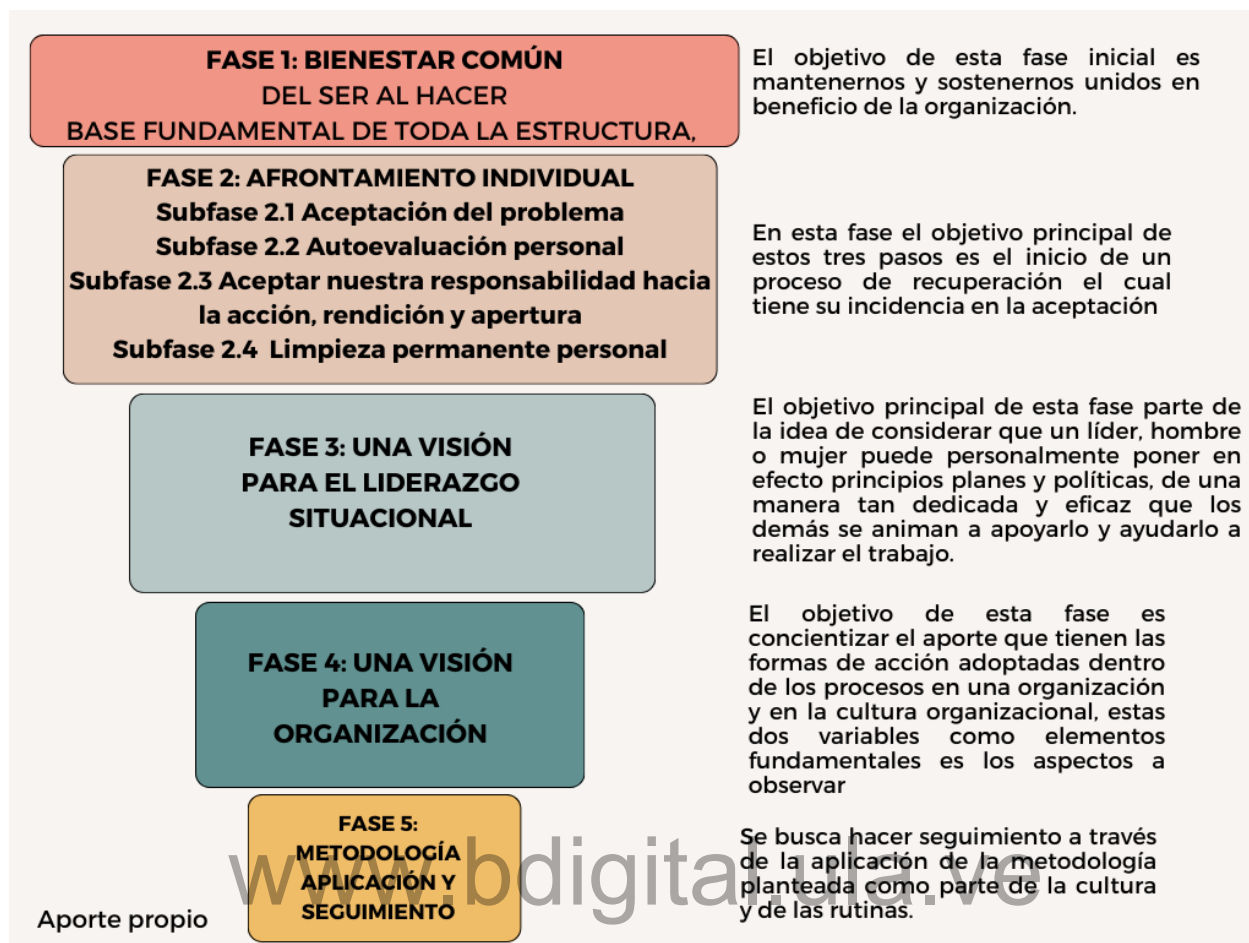 FASE 1: BIENESTAR COMÚN
DEL SER AL HACER
BASE FUNDAMENTAL DE TODA LA ESTRUCTURA,
El objetivo de esta fase inicial es
mantenernos y sostenernos unidos en
beneficio de la organización.
FASE 2: AFRONTAMIENTO INDIVIDUAL
Subfase 2.1 Aceptación del problema
Subfase 2.2 Autoevaluación personal
Subfase 2.3 Aceptar nuestra responsabilidad hacia
la acción, rendición y apertura
Subfase 2.4 Limpieza permanente personal
En esta fase el objetivo principal de
estos tres pasos es el inicio de un
proceso de recuperación el cual
tiene su incidencia en la aceptación
FASE 3: UNA VISIÓN
PARA EL LIDERAZGO
SITUACIONAL
El objetivo principal de esta fase parte de
la idea de considerar que un líder, hombre
o mujer puede personalmente poner en
efecto principios planes y políticas, de una
manera tan dedicada y eficaz que los
demás se animan a apoyarlo y ayudarlo a
realizar el trabajo.
FASE 4: UNA VISIÓN
PARA LA
ORGANIZACIÓN
El objetivo de esta fase es
concientizar el aporte que tienen las
formas de acción adoptadas dentro
de los procesos en una organización
y en la cultura organizacional, estas
dos variables como elementos
fundamentales es los aspectos a
observar
FASE 5:
METODOLOGÍA
APLICACIÓN Y
SEGUIMIENTO
Se busca hacer seguimiento a través
de la aplicación de la metodología
planteada como parte de la cultura
y de las rutinas.
www.bdigital.ula.ve
Aporte propio